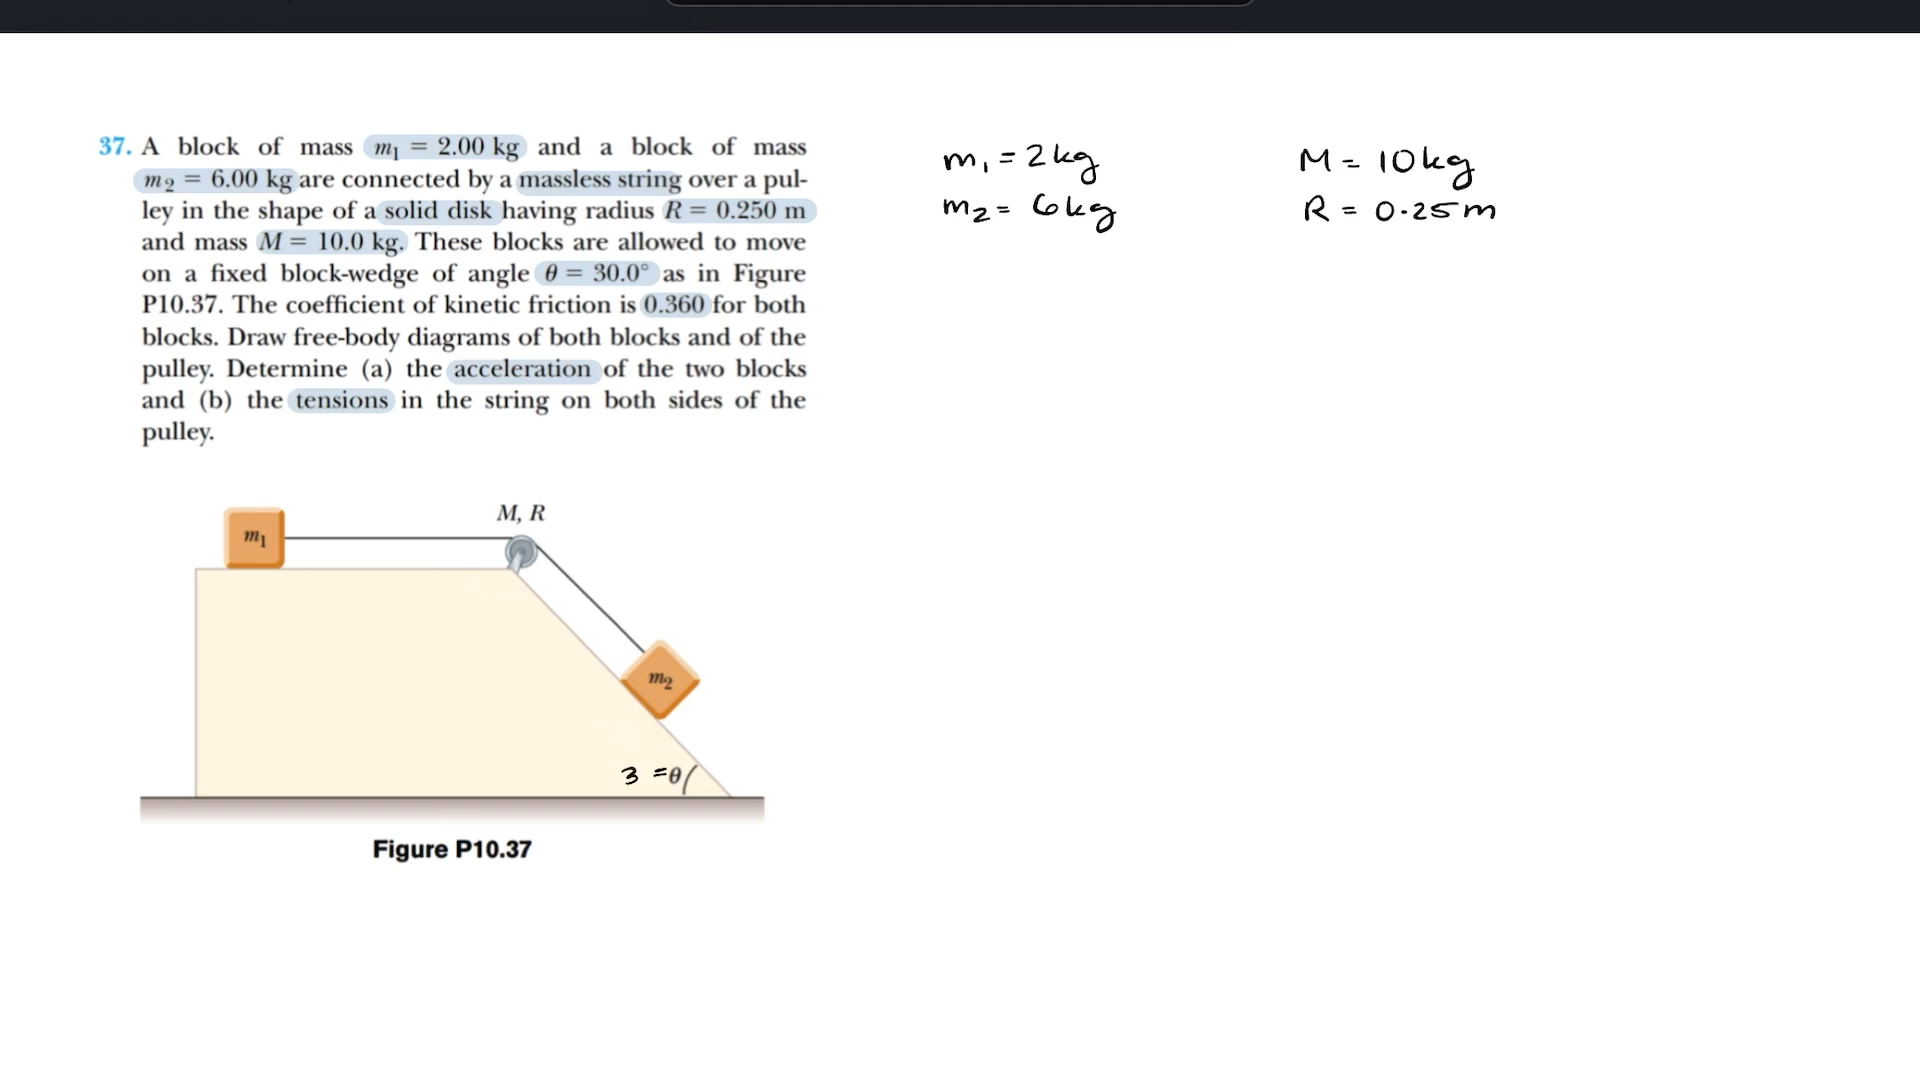 37. A block of mass m₁ = 2.00 kg and a block of mass
m₂ = 6.00 kg are connected by a massless string over a pul-
ley in the shape of a solid disk having radius R = 0.250 m
and mass M = 10.0 kg. These blocks are allowed to move
on a fixed block-wedge of angle θ = 30.0° as in Figure
P10.37. The coefficient of kinetic friction is 0.360 for both
blocks. Draw free-body diagrams of both blocks and of the
pulley. Determine (a) the acceleration of the two blocks
and (b) the tensions in the string on both sides of the
pulley.
M, R
m₁
m₂
3 =θ
Figure P10.37
m₁ = 2kg
m₂ = 6kg
M = 10kg
R = 0.25m